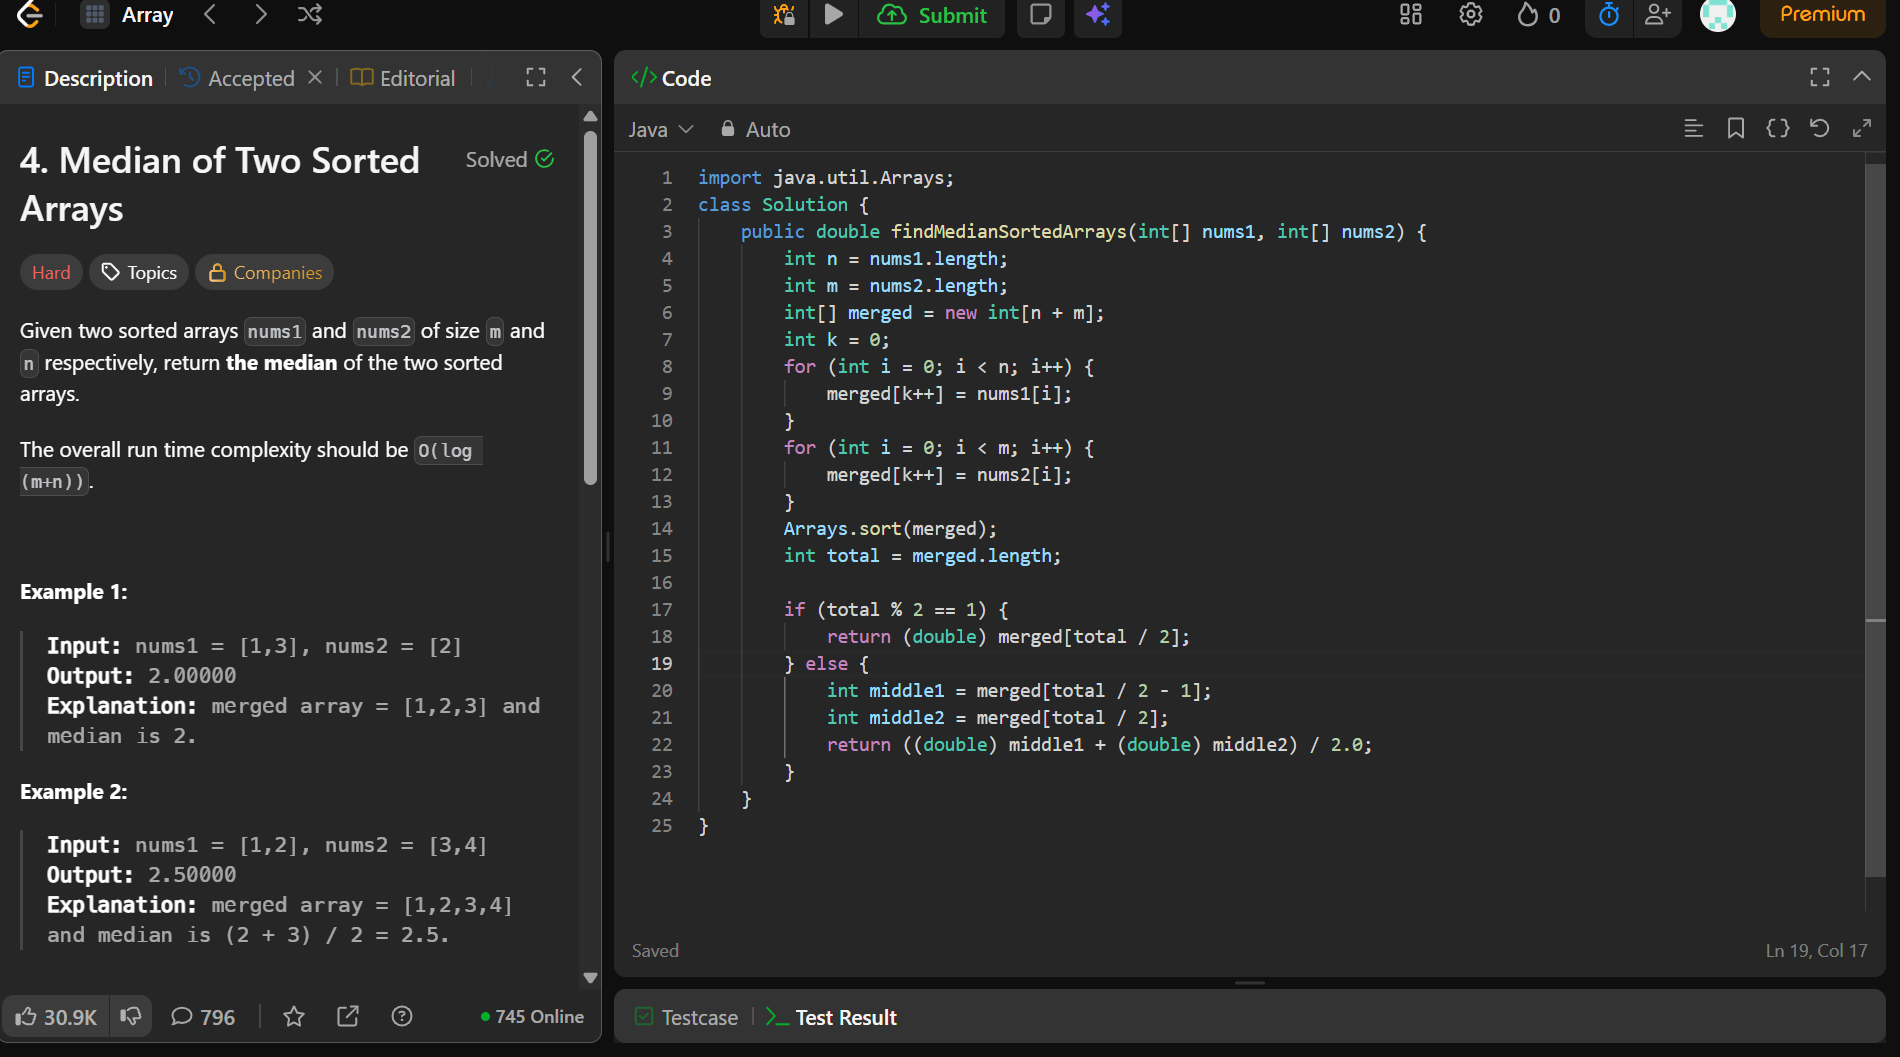 Array
Submit
0
Premium
Description
Accepted
Editorial
4. Median of Two Sorted
Arrays
Solved
Hard
Topics
Companies
Given two sorted arrays nums1 and nums2 of size m and
n respectively, return the median of the two sorted
arrays.
The overall run time complexity should be O(log
(m+n)).
Example 1:
Input: nums1 = [1,3], nums2 = [2]
Output: 2.00000
Explanation: merged array = [1,2,3] and
median is 2.
Example 2:
Input: nums1 = [1,2], nums2 = [3,4]
Output: 2.50000
Explanation: merged array = [1,2,3,4]
and median is (2 + 3) / 2 = 2.5.
30.9K
796
745 Online
</> Code
Java
Auto
1 import java.util.Arrays;
2 class Solution {
3     public double findMedianSortedArrays(int[] nums1, int[] nums2) {
4         int n = nums1.length;
5         int m = nums2.length;
6         int[] merged = new int[n + m];
7         int k = 0;
8         for (int i = 0; i < n; i++) {
9             merged[k++] = nums1[i];
10         }
11         for (int i = 0; i < m; i++) {
12             merged[k++] = nums2[i];
13         }
14         Arrays.sort(merged);
15         int total = merged.length;
16
17         if (total % 2 == 1) {
18             return (double) merged[total / 2];
19         } else {
20             int middle1 = merged[total / 2 - 1];
21             int middle2 = merged[total / 2];
22             return ((double) middle1 + (double) middle2) / 2.0;
23         }
24     }
25 }
Saved
Ln 19, Col 17
Testcase
Test Result